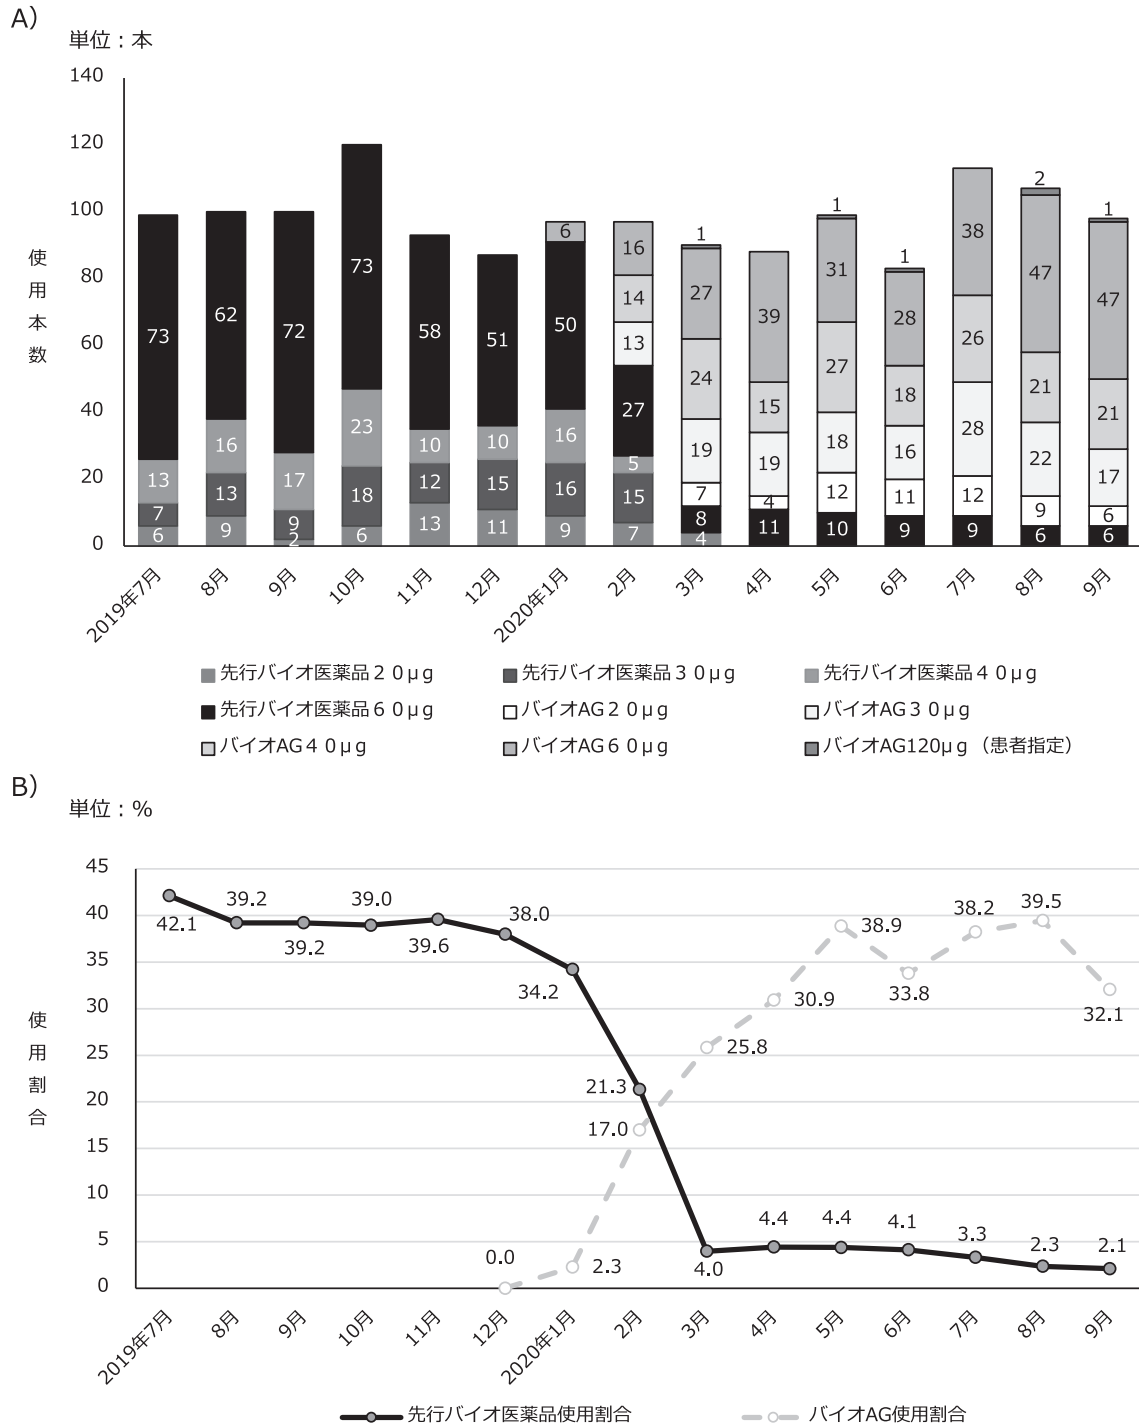 A）
単位：本
140
120
100
80
60
40
20
0
使用本数
73 13 7 6
62 16 13 9
72 17 9 2
73 23 18 6
58 10 12 13
51 10 15 11
6 50 16 16 9
16 14 13 27 5 15 7
1 27 24 19 7 8 4
39 15 19 4 11
1 31 27 18 12 10
1 28 18 16 11 9
38 26 28 12 9
2 47 21 22 9 6
1 47 21 17 6 6
2019年7月 8月 9月 10月 11月 12月 2020年1月 2月 3月 4月 5月 6月 7月 8月 9月
先行バイオ医薬品２０μg 先行バイオ医薬品３０μg 先行バイオ医薬品４０μg
先行バイオ医薬品６０μg バイオAG２０μg バイオAG３０μg
バイオAG４０μg バイオAG６０μg バイオAG120μg（患者指定）
B）
単位：%
45
40
35
30
25
20
15
10
5
0
使用割合
42.1 39.2 39.2 39.0 39.6 38.0 34.2 21.3 4.0 4.4 4.4 4.1 3.3 2.3 2.1
0.0 2.3 17.0 25.8 30.9 38.9 33.8 38.2 39.5 32.1
2019年7月 8月 9月 10月 11月 12月 2020年1月 2月 3月 4月 5月 6月 7月 8月 9月
先行バイオ医薬品使用割合 バイオAG使用割合